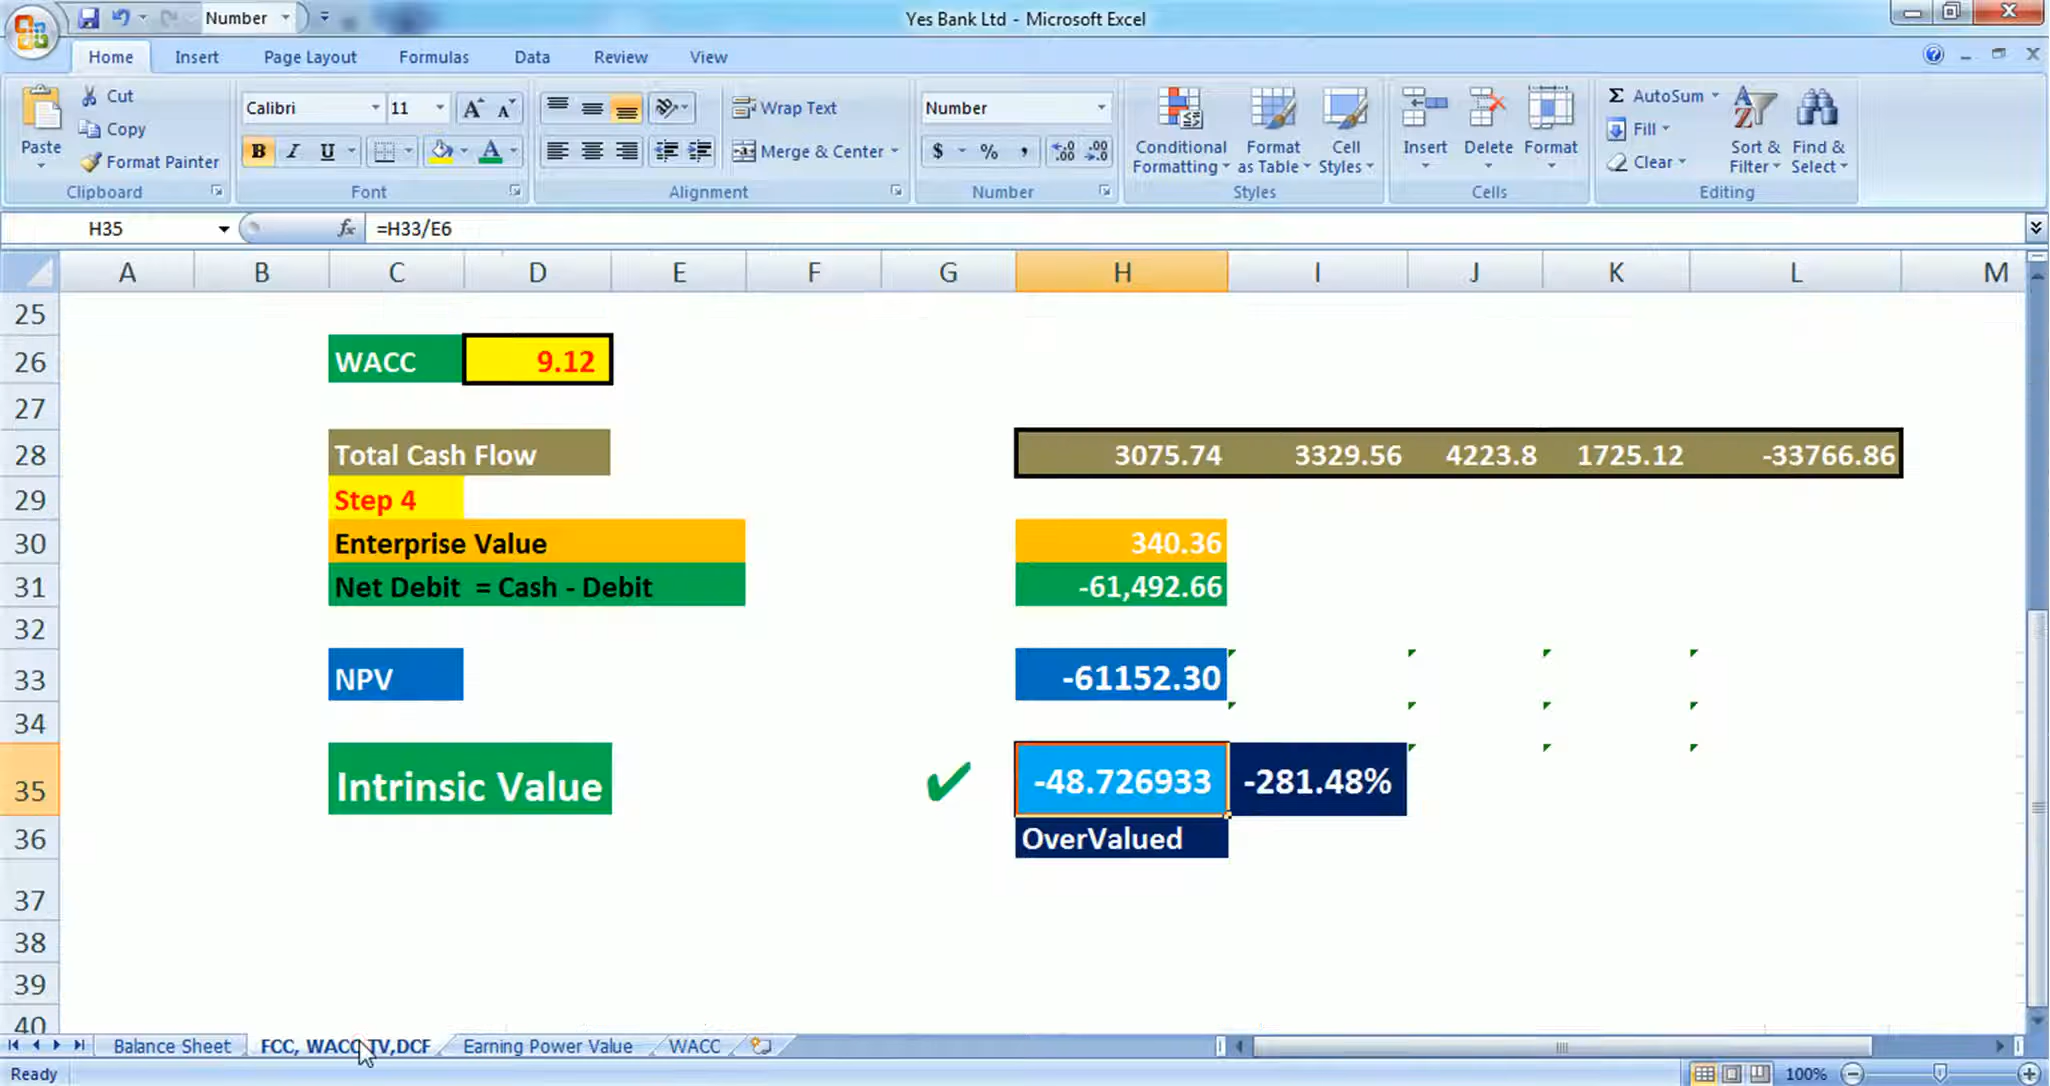 Number
Yes Bank Ltd - Microsoft Excel
Home Insert Page Layout Formulas Data Review View
Paste
Cut
Copy
Format Painter
Clipboard
Calibri 11
B I U
Font
Wrap Text
Merge & Center
Alignment
Number
$ % ,
Number
Conditional Formatting
Format as Table
Cell Styles
Styles
Insert Delete Format
Cells
Σ AutoSum
Fill
Clear
Sort & Filter
Find & Select
Editing
H35 fx =H33/E6
A B C D E F G H I J K L M
25
26 WACC 9.12
27
28 Total Cash Flow 3075.74 3329.56 4223.8 1725.12 -33766.86
29 Step 4
30 Enterprise Value 340.36
31 Net Debit = Cash - Debit -61,492.66
32
33 NPV -61152.30
34
35 Intrinsic Value ✔ -48.726933 -281.48%
36 OverValued
37
38
39
40
Balance Sheet FCC, WACC,TV,DCF Earning Power Value WACC
Ready 100%